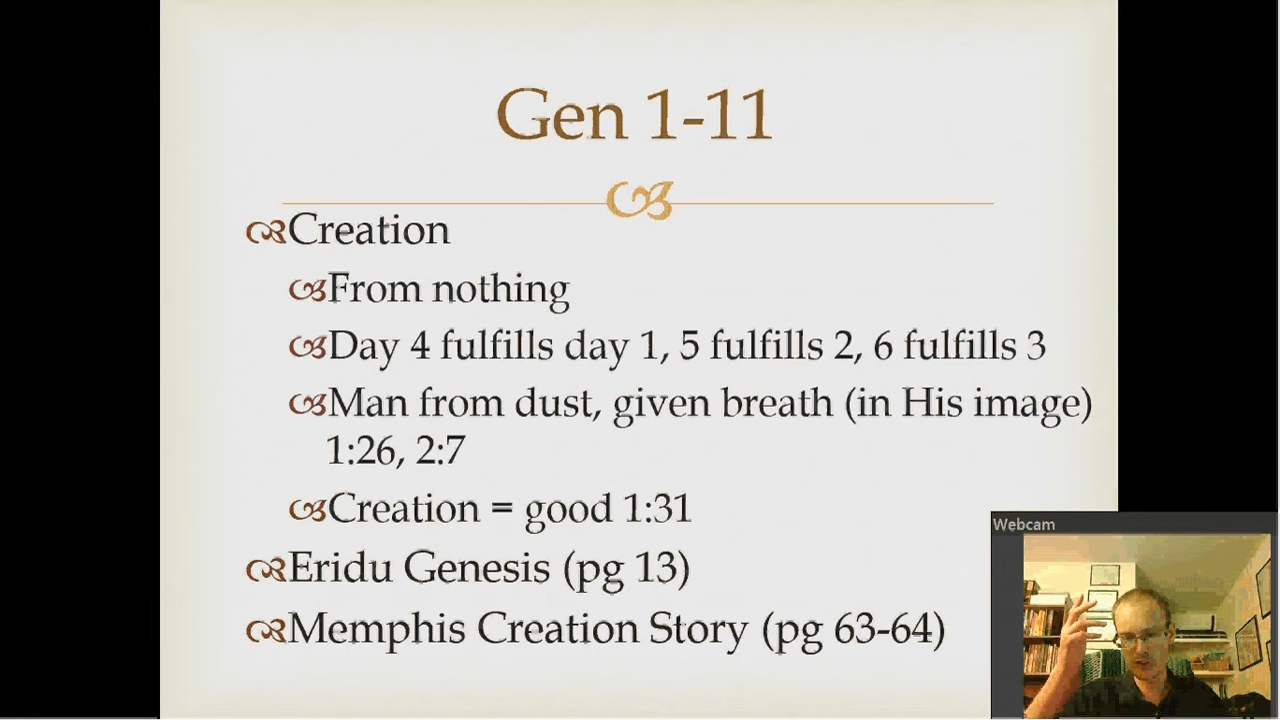 Gen 1-11
Creation
From nothing
Day 4 fulfills day 1, 5 fulfills 2, 6 fulfills 3
Man from dust, given breath (in His image)
1:26, 2:7
Creation = good 1:31
Eridu Genesis (pg 13)
Memphis Creation Story (pg 63-64)
Webcam